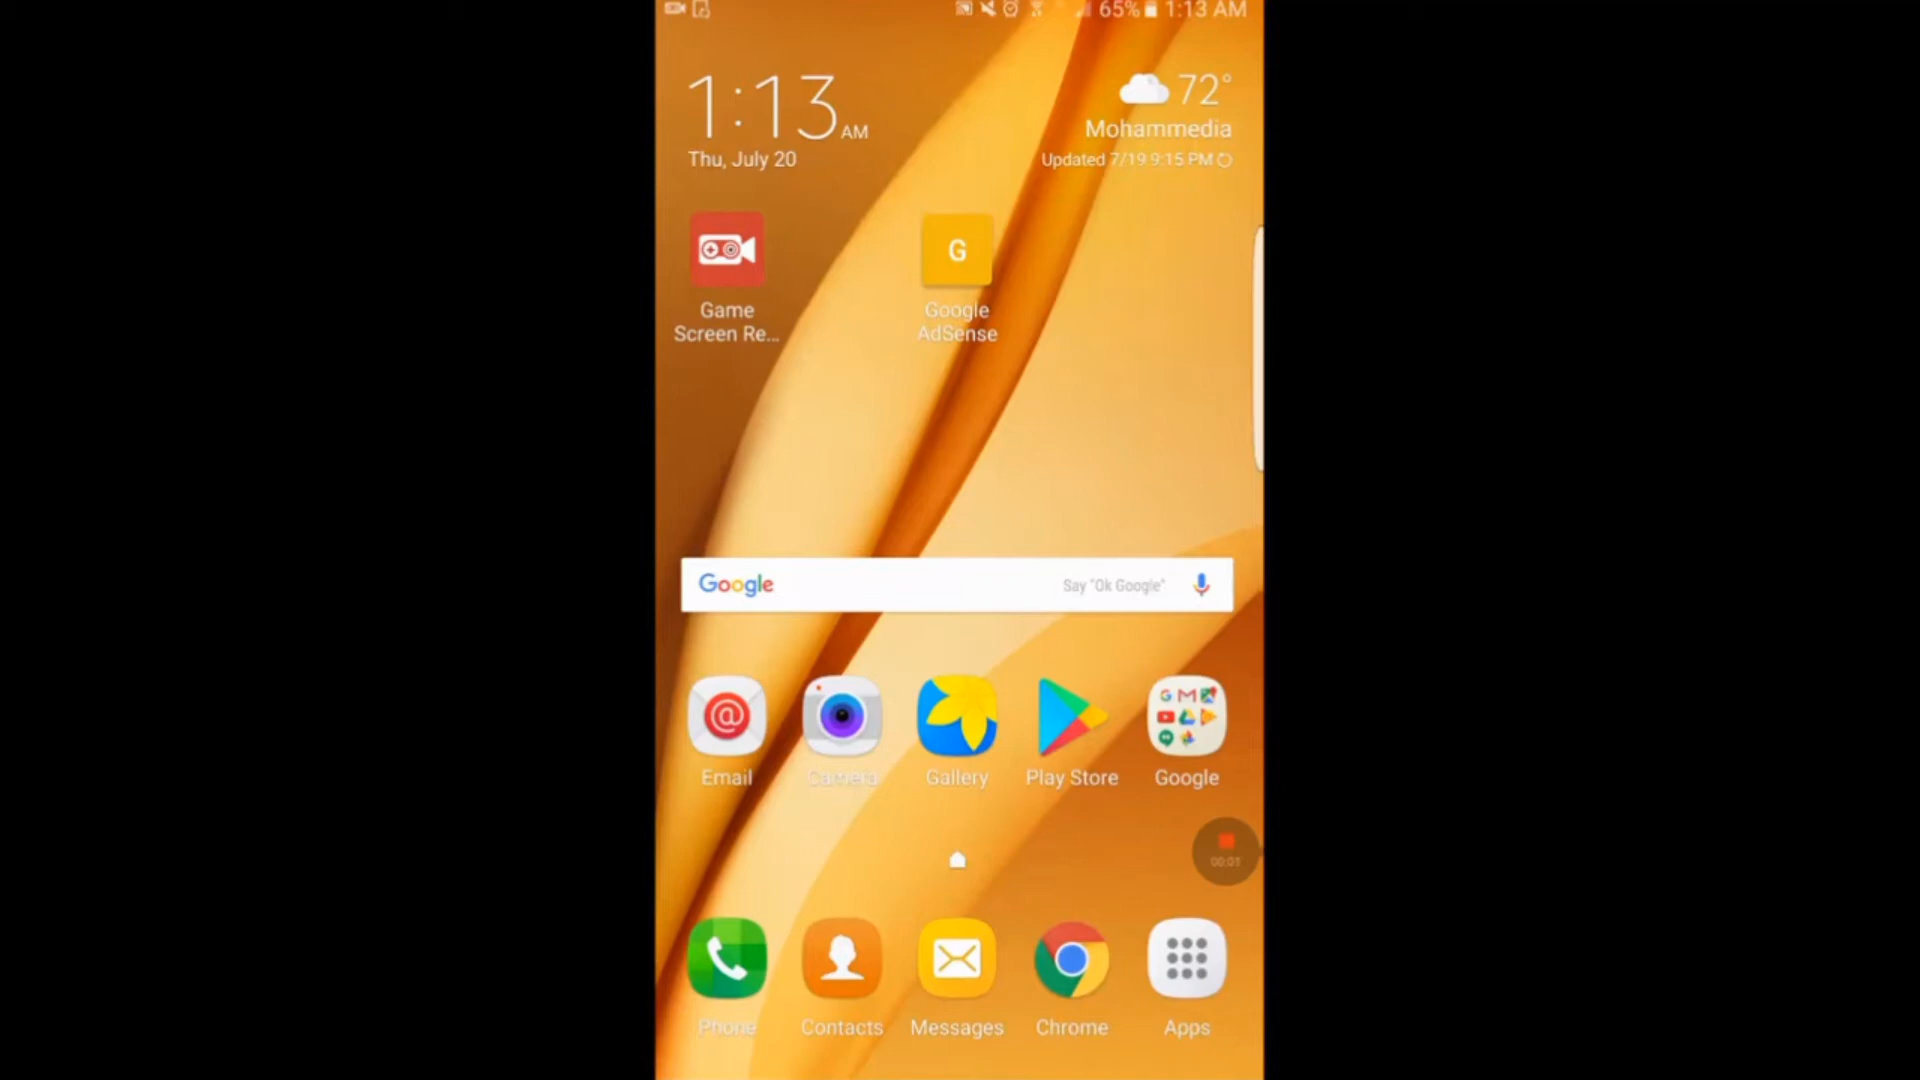 65% 1:13 AM
1:13 AM
Thu, July 20
72°
Mohammedia
Updated 7/19 9:15 PM
G
Game
Screen Re...
Google
AdSense
Google Say "Ok Google"
Email Camera Gallery Play Store Google
00:01
Phone Contacts Messages Chrome Apps